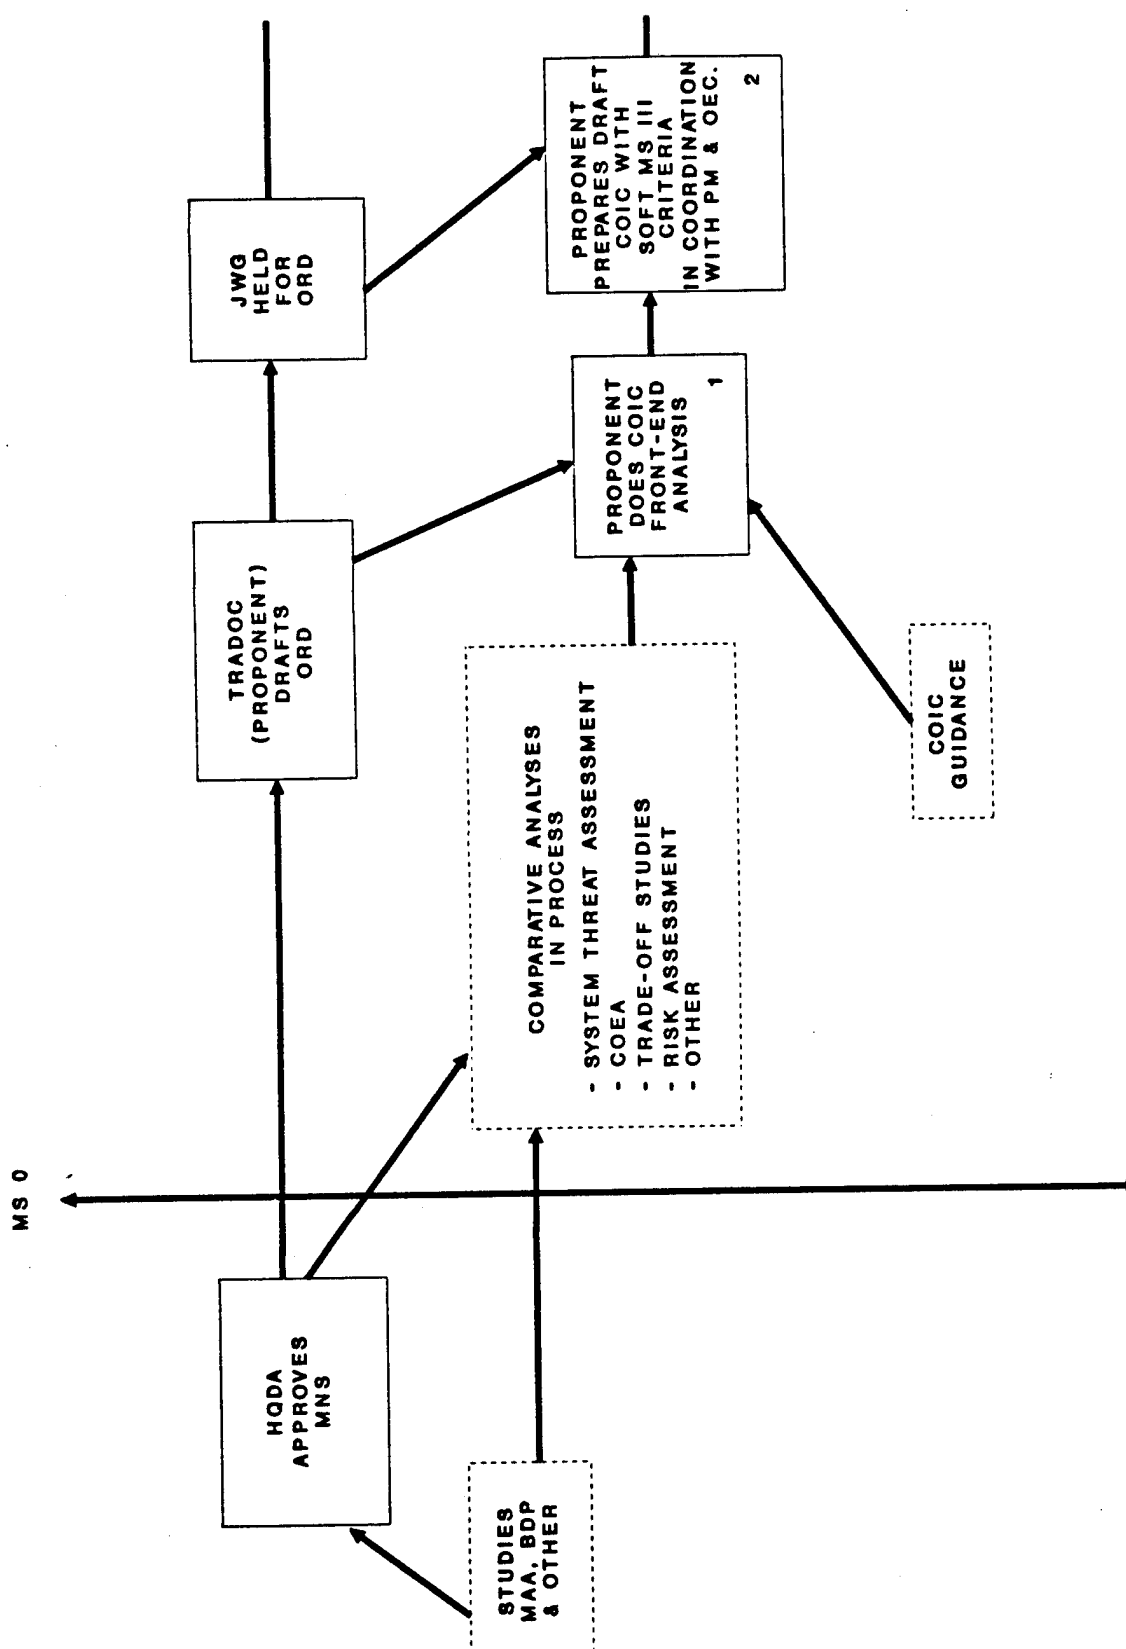 MS 0
HQDA
APPROVES
MNS
TRADOC
(PROPONENT)
DRAFTS
ORD
JWG
HELD
FOR
ORD
STUDIES
MAA, BDP
& OTHER
COMPARATIVE ANALYSES
IN PROCESS
- SYSTEM THREAT ASSESSMENT
- COEA
- TRADE-OFF STUDIES
- RISK ASSESSMENT
- OTHER
PROPONENT
DOES COIC
FRONT-END
ANALYSIS
1
PROPONENT
PREPARES DRAFT
COIC WITH
SOFT MS III
CRITERIA
IN COORDINATION
WITH PM & OEC.
2
COIC
GUIDANCE